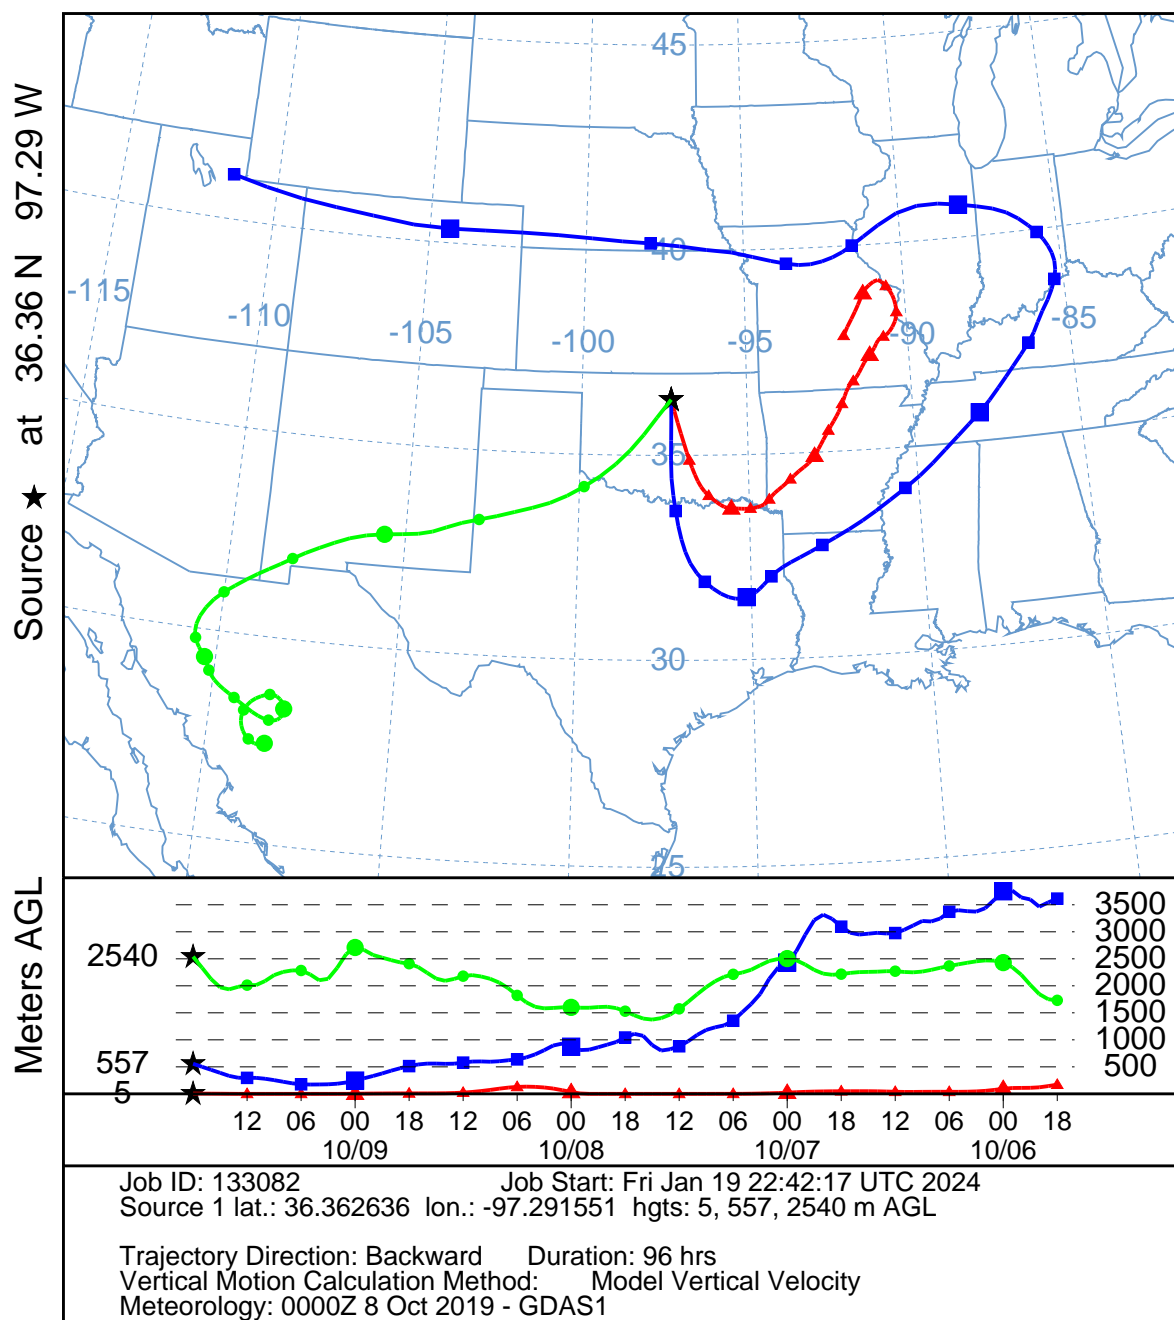 Source ★ at 36.36 N 97.29 W
45
40
-115
-110
-105
-100
-95
-90
-85
35
30
25
Meters AGL
2540
557
5
3500
3000
2500
2000
1500
1000
500
12 06 00 18 12 06 00 18 12 06 00 18 12 06 00 18
10/09 10/08 10/07 10/06
Job ID: 133082 Job Start: Fri Jan 19 22:42:17 UTC 2024
Source 1 lat.: 36.362636 lon.: -97.291551 hgts: 5, 557, 2540 m AGL
Trajectory Direction: Backward Duration: 96 hrs
Vertical Motion Calculation Method: Model Vertical Velocity
Meteorology: 0000Z 8 Oct 2019 - GDAS1